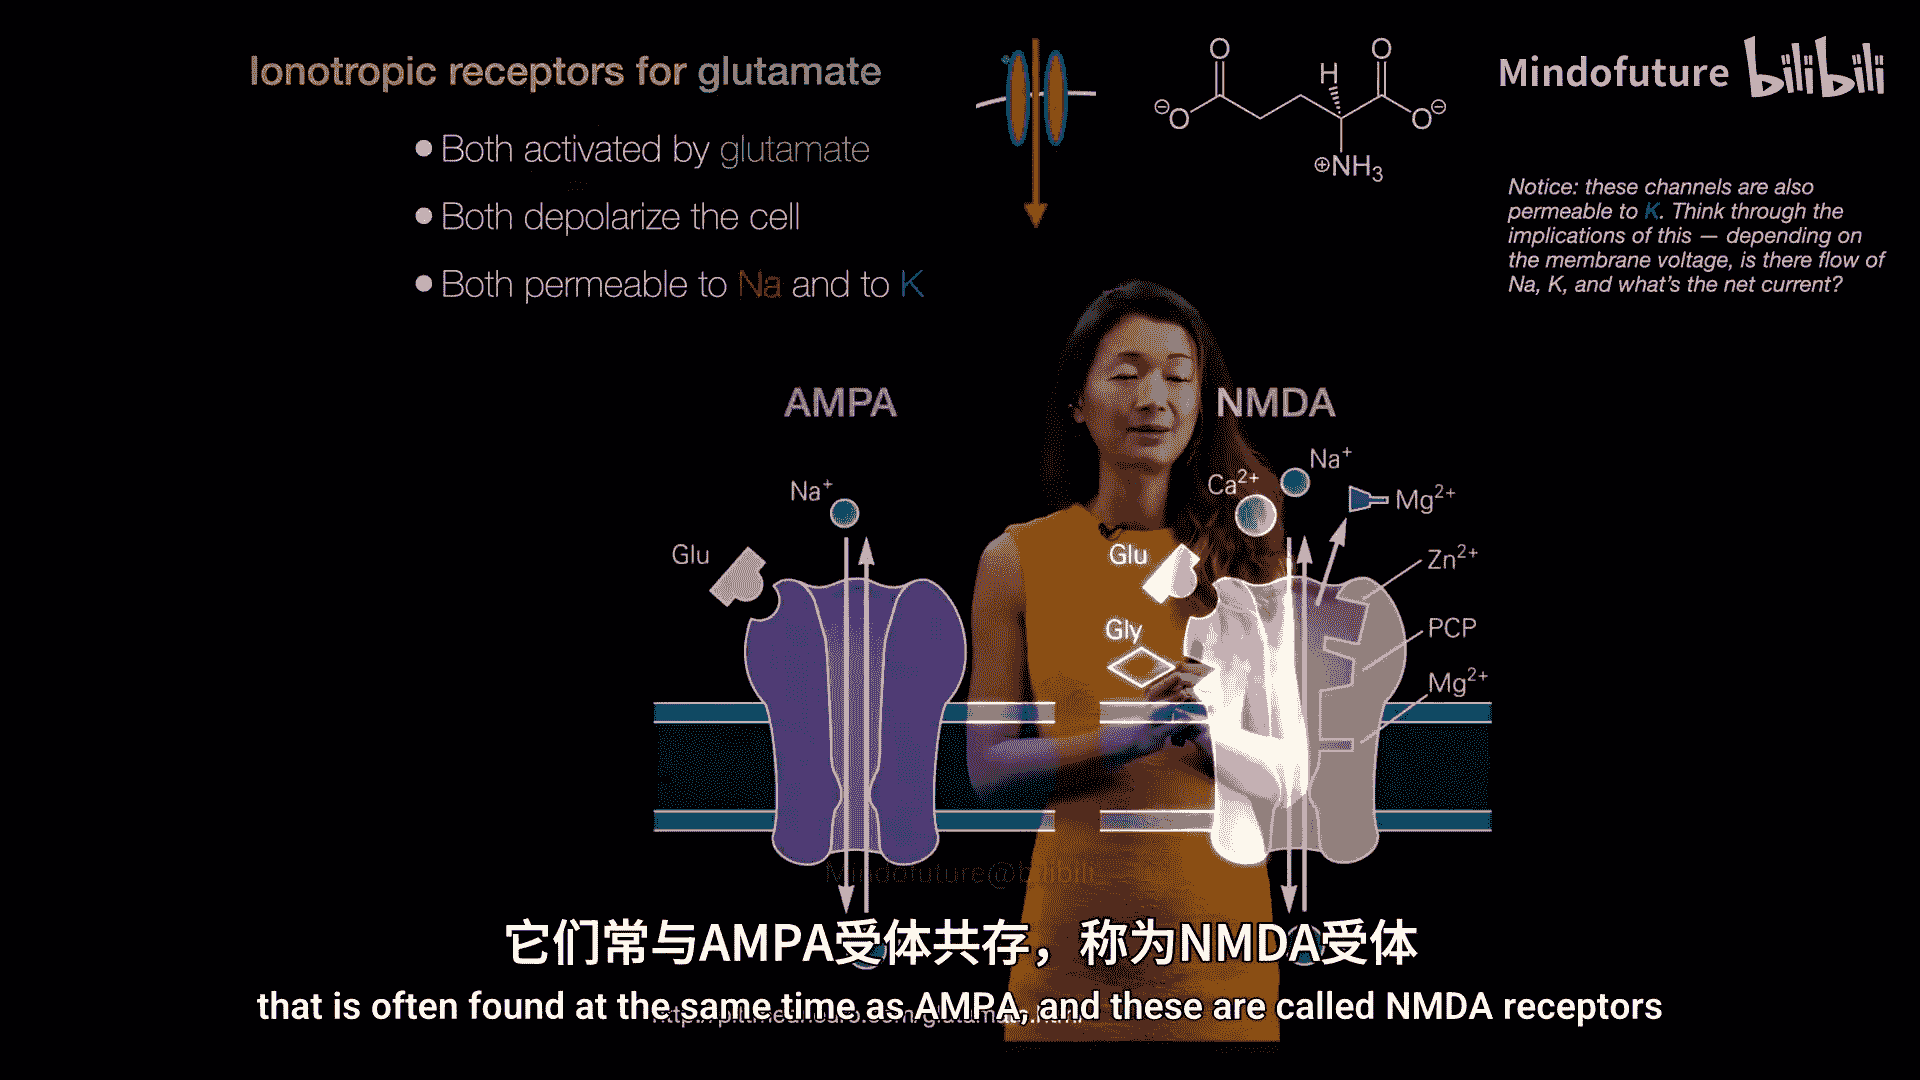 Ionotropic receptors for glutamate
Mindofuture bilibili
Both activated by glutamate
Both depolarize the cell
Both permeable to Na and to K
O
O
H
⊖O
O⊖
⊕NH3
Notice: these channels are also
permeable to K. Think through the
implications of this — depending on
the membrane voltage, is there flow of
Na, K, and what's the net current?
AMPA
Na+
Glu
NMDA
Na+
Ca2+
Mg2+
Glu
Zn2+
Gly
PCP
Mg2+
Mindofuture@bilibili
它们常与AMPA受体共存，称为NMDA受体
that is often found at the same time as AMPA, and these are called NMDA receptors